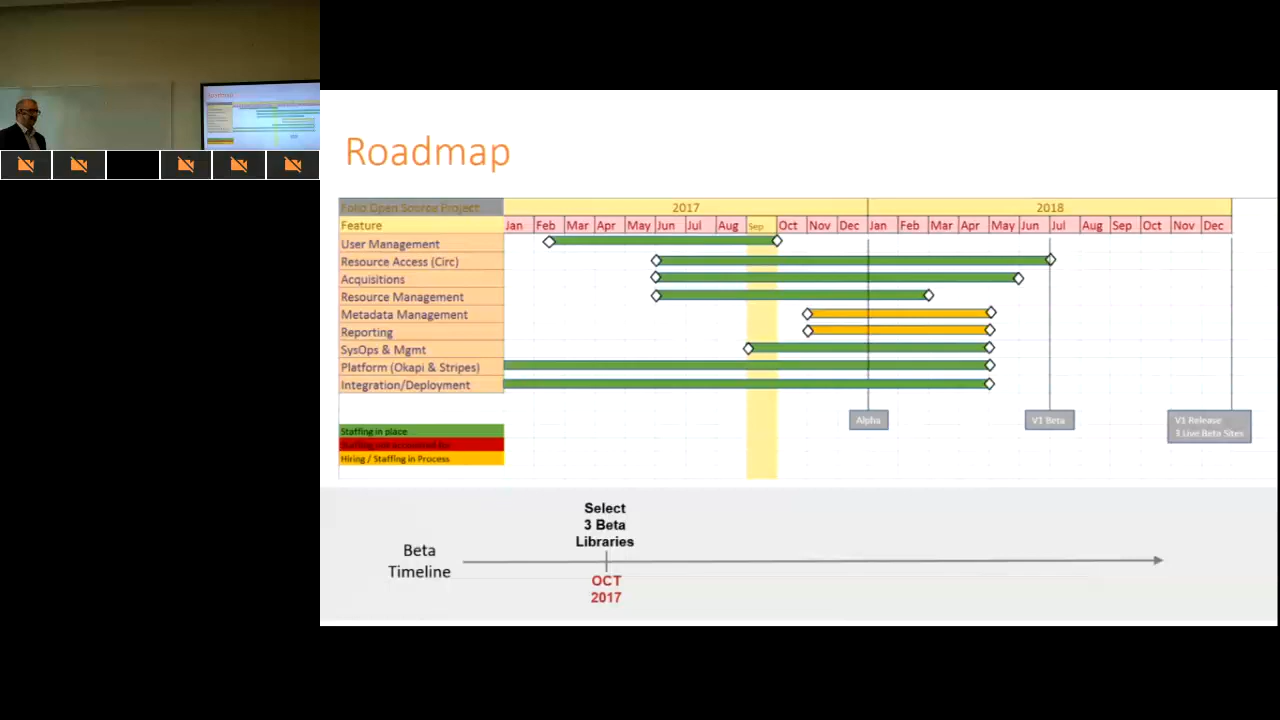 Roadmap
Folio Open Source Project 2017 2018
Feature Jan Feb Mar Apr May Jun Jul Aug Sep Oct Nov Dec Jan Feb Mar Apr May Jun Jul Aug Sep Oct Nov Dec
User Management
Resource Access (Circ)
Acquisitions
Resource Management
Metadata Management
Reporting
SysOps & Mgmt
Platform (Okapi & Stripes)
Integration/Deployment
Alpha
V1 Beta
V1 Release
3 Live Beta Sites
Staffing in place
Hiring / Staffing in Process
Select
3 Beta
Libraries
Beta
Timeline
OCT
2017